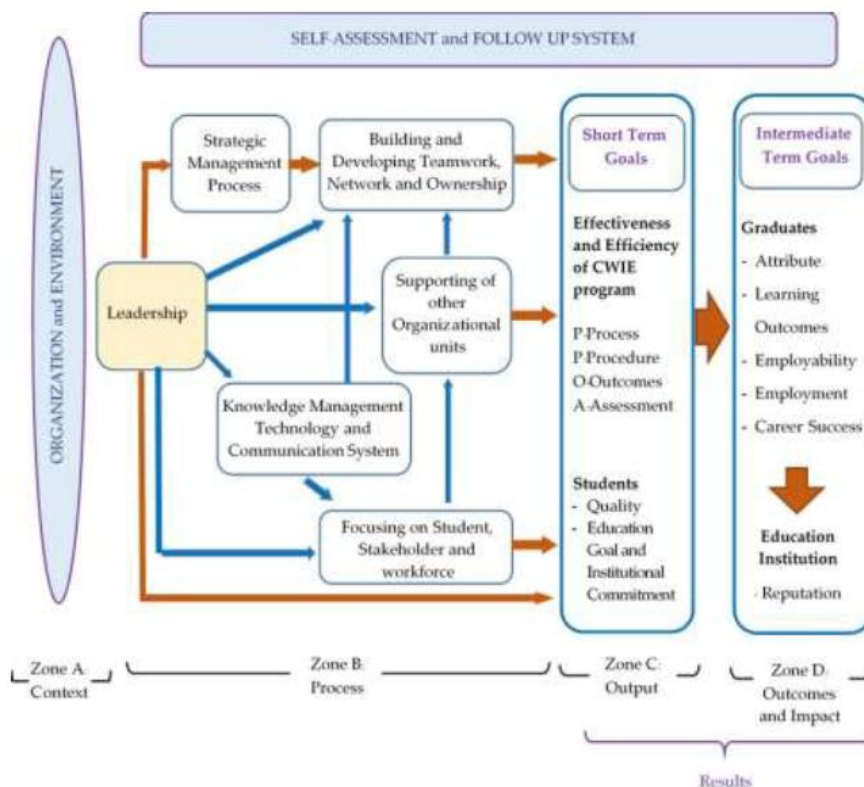 SELF-ASSESSMENT and FOLLOW UP SYSTEM
ORGANIZATION and ENVIRONMENT
Strategic
Management
Process
Building and
Developing Teamwork,
Network and Ownership
Leadership
Supporting of
other
Organizational
units
Knowledge Management
Technology and
Communication System
Focusing on Student,
Stakeholder and
workforce
Short Term
Goals
Effectiveness
and Efficiency
of CWIE
program
P-Process
P-Procedure
O-Outcomes
A-Assessment
Students
- Quality
- Education
Goal and
Institutional
Commitment
Intermediate
Term Goals
Graduates
- Attribute
- Learning
Outcomes
- Employability
- Employment
- Career Success
Education
Institution
- Reputation
Zone A:
Context
Zone B:
Process
Zone C:
Output
Zone D:
Outcomes
and Impact
Results